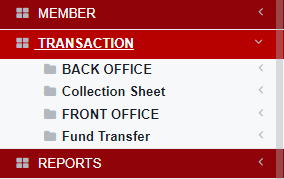 MEMBER
TRANSACTION
BACK OFFICE
Collection Sheet
FRONT OFFICE
Fund Transfer
REPORTS